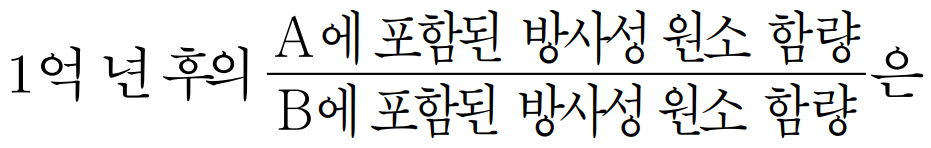 1억 년 후의 A에 포함된 방사성 원소 함량 / B에 포함된 방사성 원소 함량 은